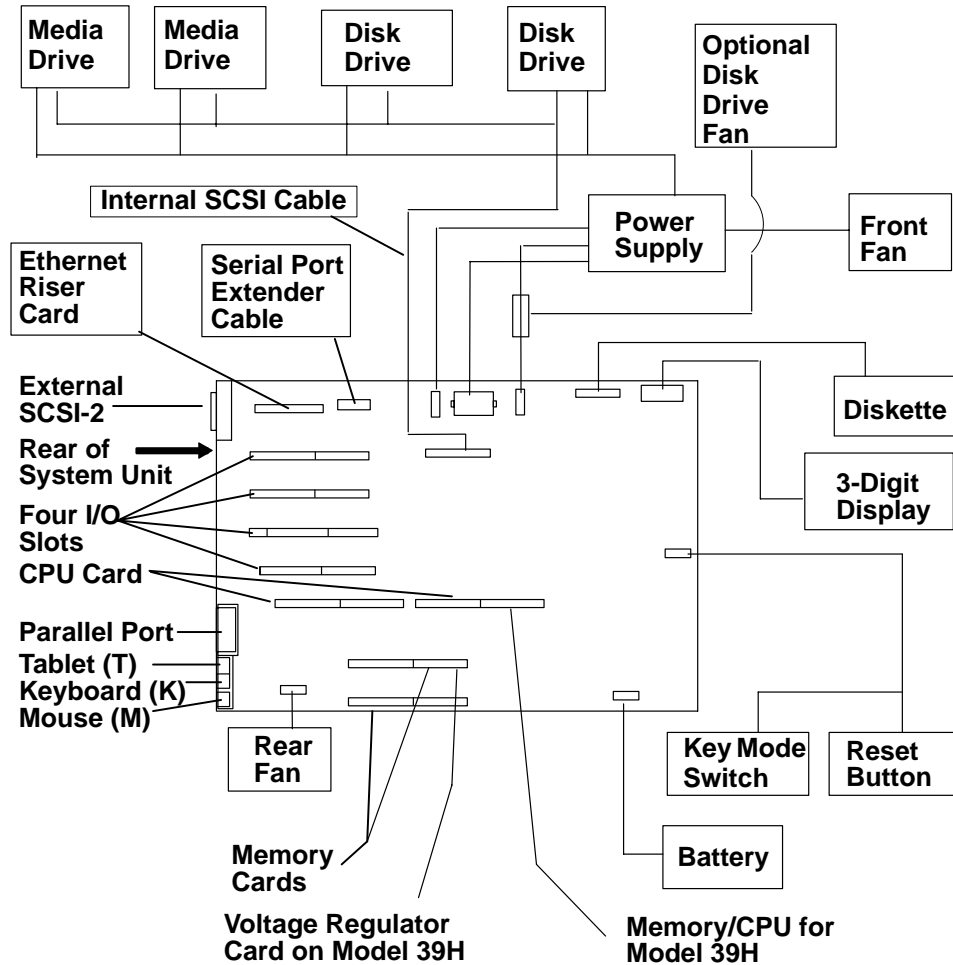 Media
Drive
Media
Drive
Disk
Drive
Disk
Drive
Optional
Disk
Drive
Fan
Internal SCSI Cable
Power
Supply
Front
Fan
Ethernet
Riser
Card
Serial Port
Extender
Cable
External
SCSI-2
Diskette
Rear of
System Unit
3-Digit
Display
Four I/O
Slots
CPU Card
Parallel Port
Tablet (T)
Keyboard (K)
Mouse (M)
Rear
Fan
Key Mode
Switch
Reset
Button
Memory
Cards
Battery
Voltage Regulator
Card on Model 39H
Memory/CPU for
Model 39H